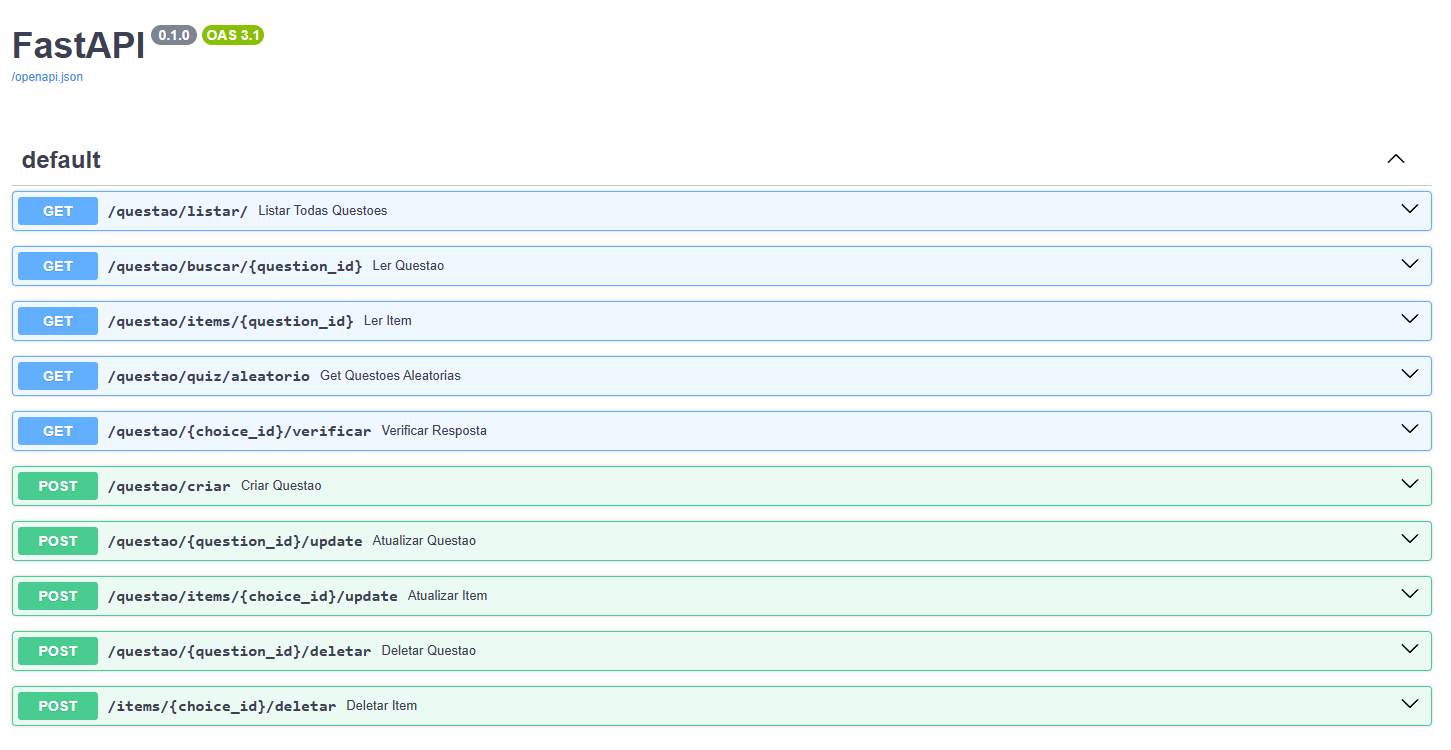 FastAPI 0.1.0 OAS 3.1
/openapi.json
default
GET /questao/listar/ Listar Todas Questoes
GET /questao/buscar/{question_id} Ler Questao
GET /questao/items/{question_id} Ler Item
GET /questao/quiz/aleatorio Get Questoes Aleatorias
GET /questao/{choice_id}/verificar Verificar Resposta
POST /questao/criar Criar Questao
POST /questao/{question_id}/update Atualizar Questao
POST /questao/items/{choice_id}/update Atualizar Item
POST /questao/{question_id}/deletar Deletar Questao
POST /items/{choice_id}/deletar Deletar Item